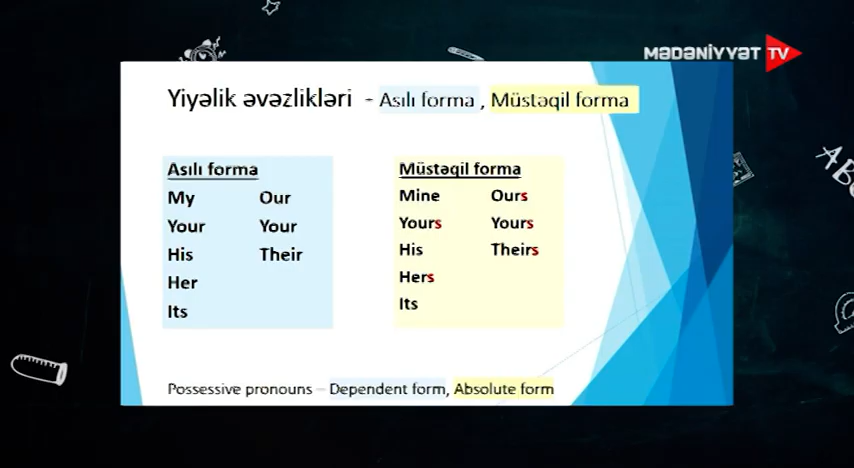 MƏDƏNİYYƏT TV
Yiyəlik əvəzlikləri - Asılı forma , Müstəqil forma
Asılı forma
My Our
Your Your
His Their
Her
Its
Müstəqil forma
Mine Ours
Yours Yours
His Theirs
Hers
Its
Possessive pronouns – Dependent form, Absolute form